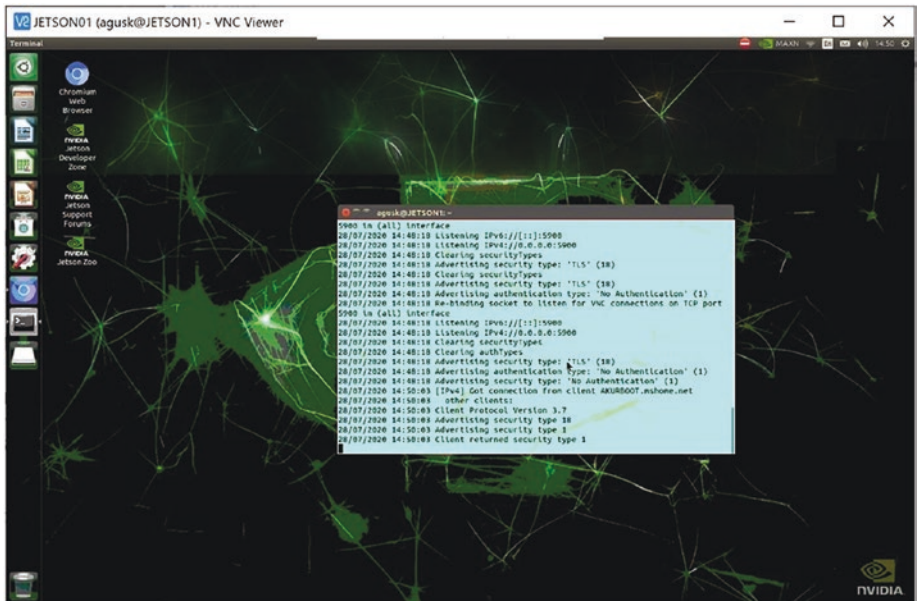 JETSON01 (agusk@JETSON1) - VNC Viewer
Terminal
MAXN
En
14:50
Chromium
Web
Browser
NVIDIA
Jetson
Developer
Zone
NVIDIA
Jetson
Support
Forums
NVIDIA
Jetson Zoo
agusk@JETSON1: ~
5900 in (all) interface
28/07/2020 14:48:18 Listening IPv6://[::]:5900
28/07/2020 14:48:18 Listening IPv4://0.0.0.0:5900
28/07/2020 14:48:18 Clearing securityTypes
28/07/2020 14:48:18 Advertising security type: 'TLS' (18)
28/07/2020 14:48:18 Clearing securityTypes
28/07/2020 14:48:18 Advertising security type: 'TLS' (18)
28/07/2020 14:48:18 Advertising authentication type: 'No Authentication' (1)
28/07/2020 14:48:18 Re-binding socket to listen for VNC connections on TCP port
5900 in (all) interface
28/07/2020 14:48:18 Listening IPv6://[::]:5900
28/07/2020 14:48:18 Listening IPv4://0.0.0.0:5900
28/07/2020 14:48:18 Clearing securityTypes
28/07/2020 14:48:18 Clearing authTypes
28/07/2020 14:48:18 Advertising security type: 'TLS' (18)
28/07/2020 14:48:18 Advertising authentication type: 'No Authentication' (1)
28/07/2020 14:48:18 Advertising security type: 'No Authentication' (1)
28/07/2020 14:50:03 [IPv4] Got connection from client AKURBOOT.mshome.net
28/07/2020 14:50:03 other clients:
28/07/2020 14:50:03 Client Protocol Version 3.7
28/07/2020 14:50:03 Advertising security type 18
28/07/2020 14:50:03 Advertising security type 1
28/07/2020 14:50:03 Client returned security type 1
NVIDIA